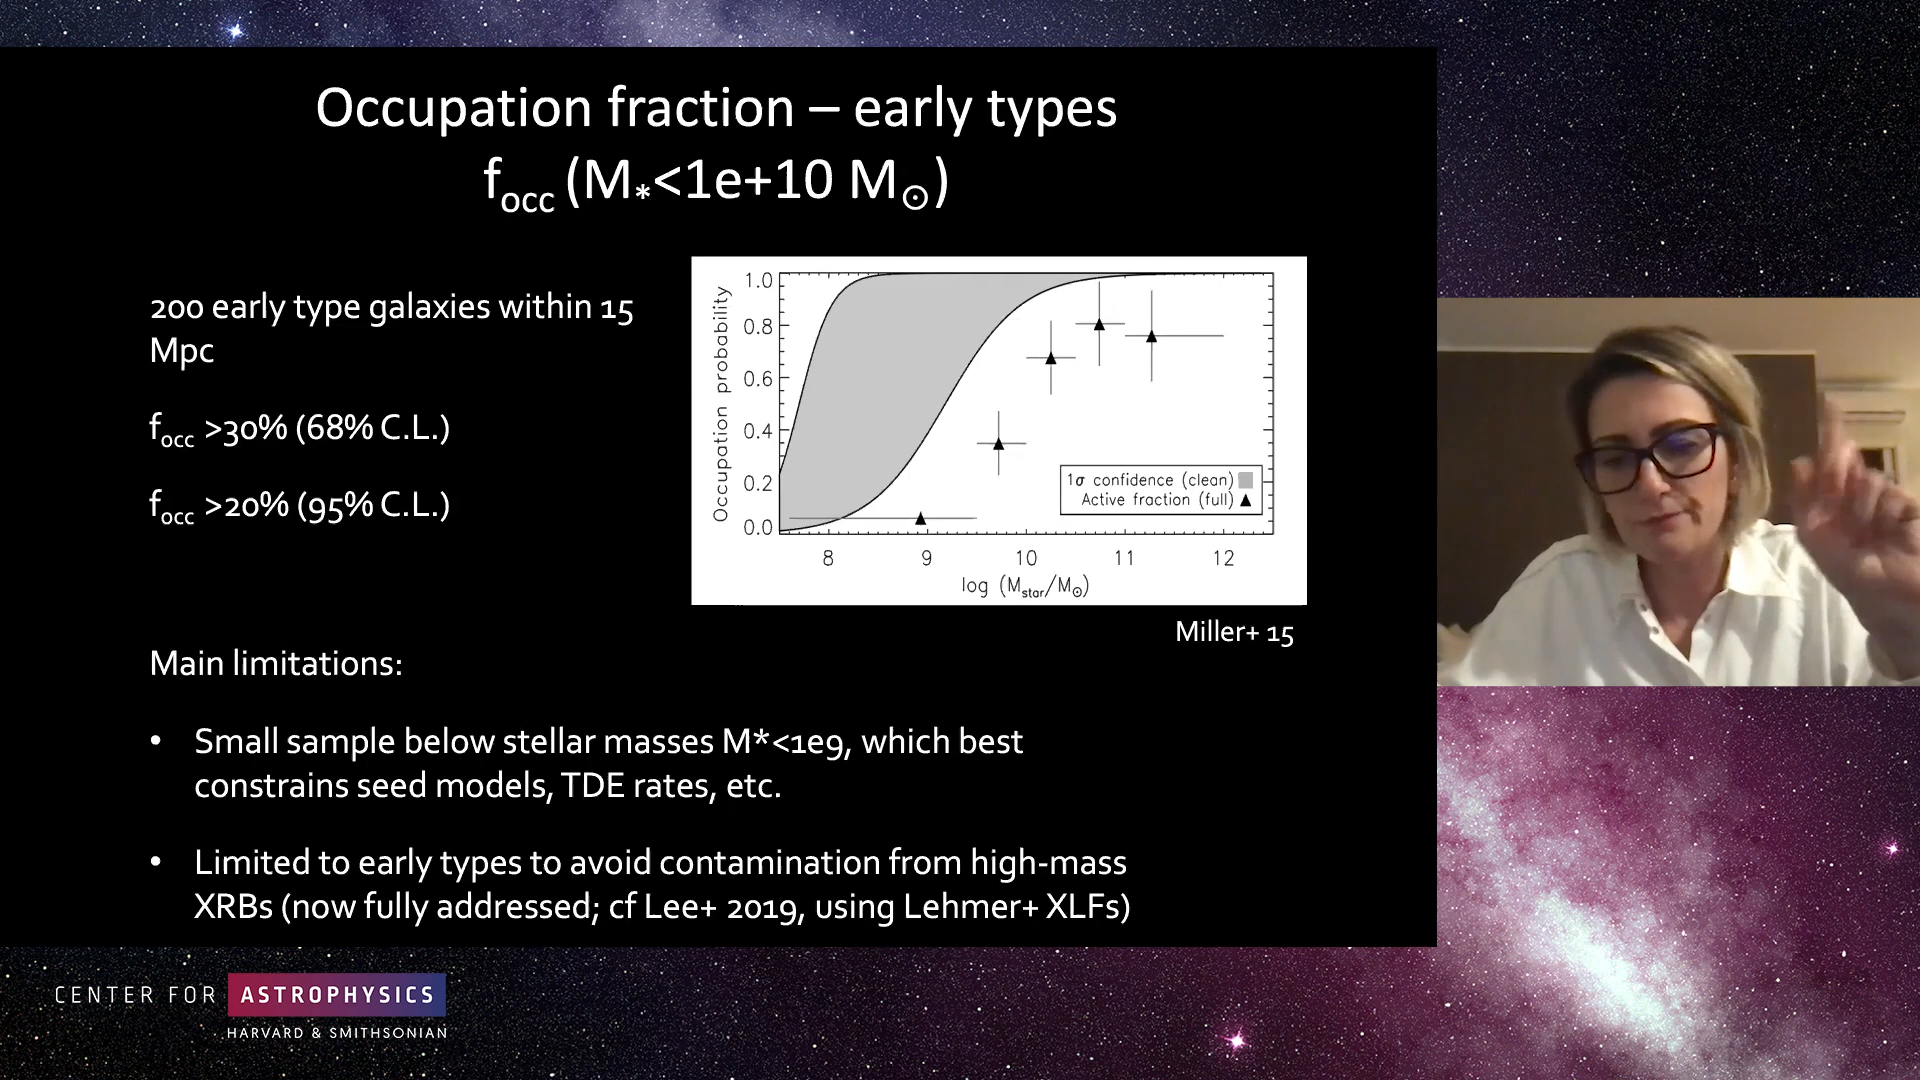 Occupation fraction – early types
focc (M*<1e+10 M⊙)
200 early type galaxies within 15
Mpc
focc >30% (68% C.L.)
focc >20% (95% C.L.)
1.0
0.8
0.6
0.4
0.2
0.0
Occupation probability
1σ confidence (clean)
Active fraction (full)
8 9 10 11 12
log (Mstar/M⊙)
Miller+ 15
Main limitations:
• Small sample below stellar masses M*<1e9, which best
constrains seed models, TDE rates, etc.
• Limited to early types to avoid contamination from high-mass
XRBs (now fully addressed; cf Lee+ 2019, using Lehmer+ XLFs)
CENTER FOR ASTROPHYSICS
HARVARD & SMITHSONIAN